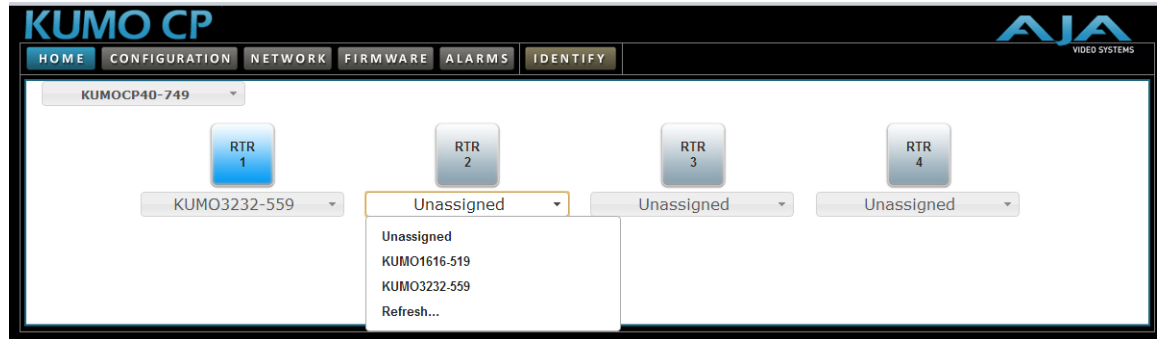 KUMO CP
AJA
VIDEO SYSTEMS
HOME CONFIGURATION NETWORK FIRMWARE ALARMS IDENTIFY
KUMOCP40-749
RTR
1
RTR
2
RTR
3
RTR
4
KUMO3232-559 Unassigned Unassigned Unassigned
Unassigned
KUMO1616-519
KUMO3232-559
Refresh...